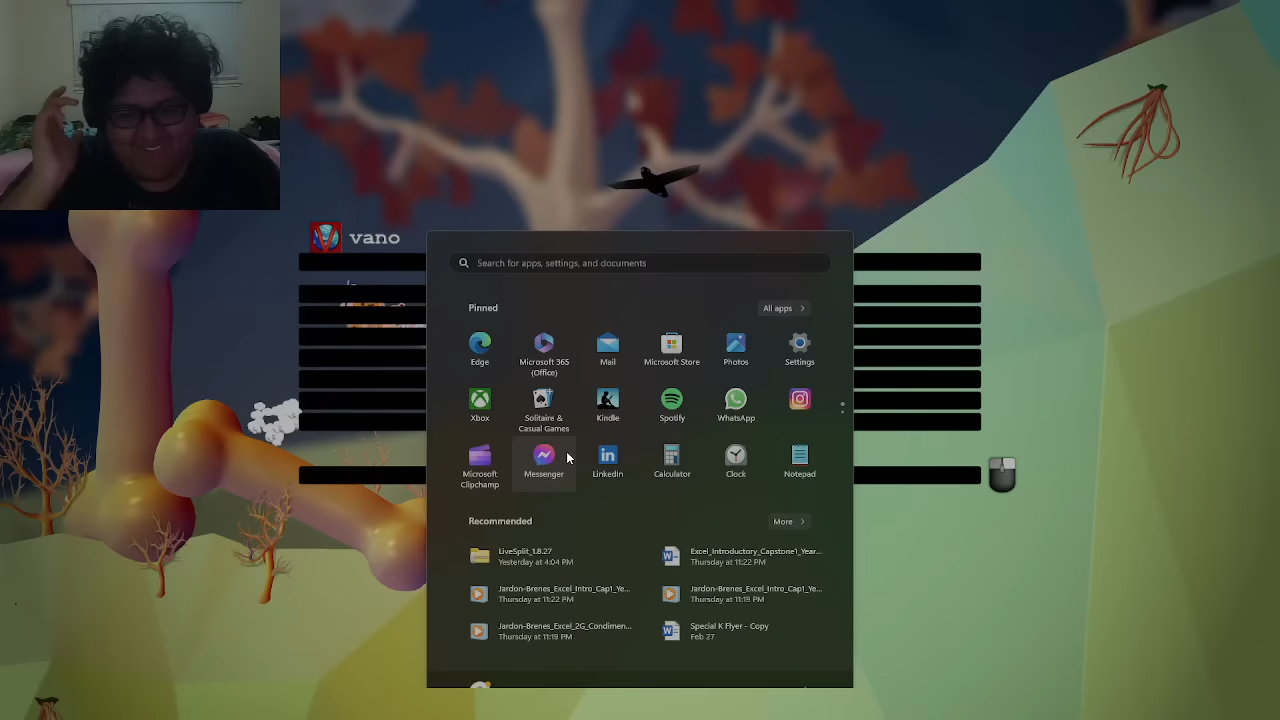 vano
Search for apps, settings, and documents
Pinned
All apps
Edge
Microsoft 365 (Office)
Mail
Microsoft Store
Photos
Settings
Xbox
Solitaire & Casual Games
Kindle
Spotify
WhatsApp
Microsoft Clipchamp
Messenger
LinkedIn
Calculator
Clock
Notepad
Recommended
More
LiveSplit_1.8.27
Yesterday at 4:04 PM
Excel_Introductory_Capstone1_Year...
Thursday at 11:22 PM
Jardon-Brenes_Excel_Intro_Cap1_Ye...
Thursday at 11:22 PM
Jardon-Brenes_Excel_Intro_Cap1_Ye...
Thursday at 11:19 PM
Jardon-Brenes_Excel_2G_Condimen...
Thursday at 11:19 PM
Special K Flyer - Copy
Feb 27